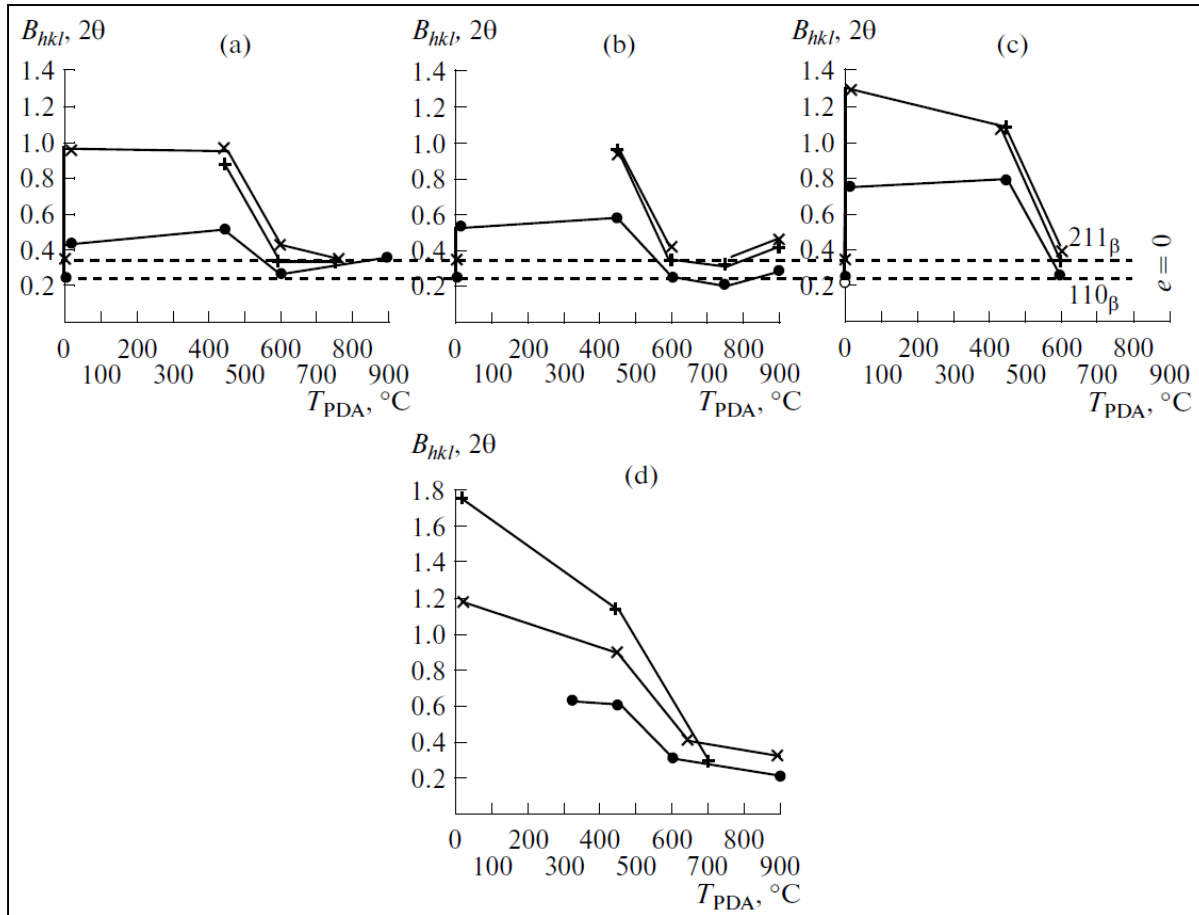 B_hkl, 2θ (a) B_hkl, 2θ (b) B_hkl, 2θ (c)
1.4 1.4
1.2 1.2 1.2
1.0 1.0 1.0
0.8 0.8 0.8
0.6 0.6 0.6
0.4 0.4 0.4 211β
0.2 0.2 0.2 110β e = 0
0 200 400 600 800 0 200 400 600 800 0 200 400 600 800
100 300 500 700 900 100 300 500 700 900 100 300 500 700 900
T_PDA, °C T_PDA, °C T_PDA, °C
B_hkl, 2θ
(d)
1.8
1.6
1.4
1.2
1.0
0.8
0.6
0.4
0.2
0 200 400 600 800
100 300 500 700 900
T_PDA, °C